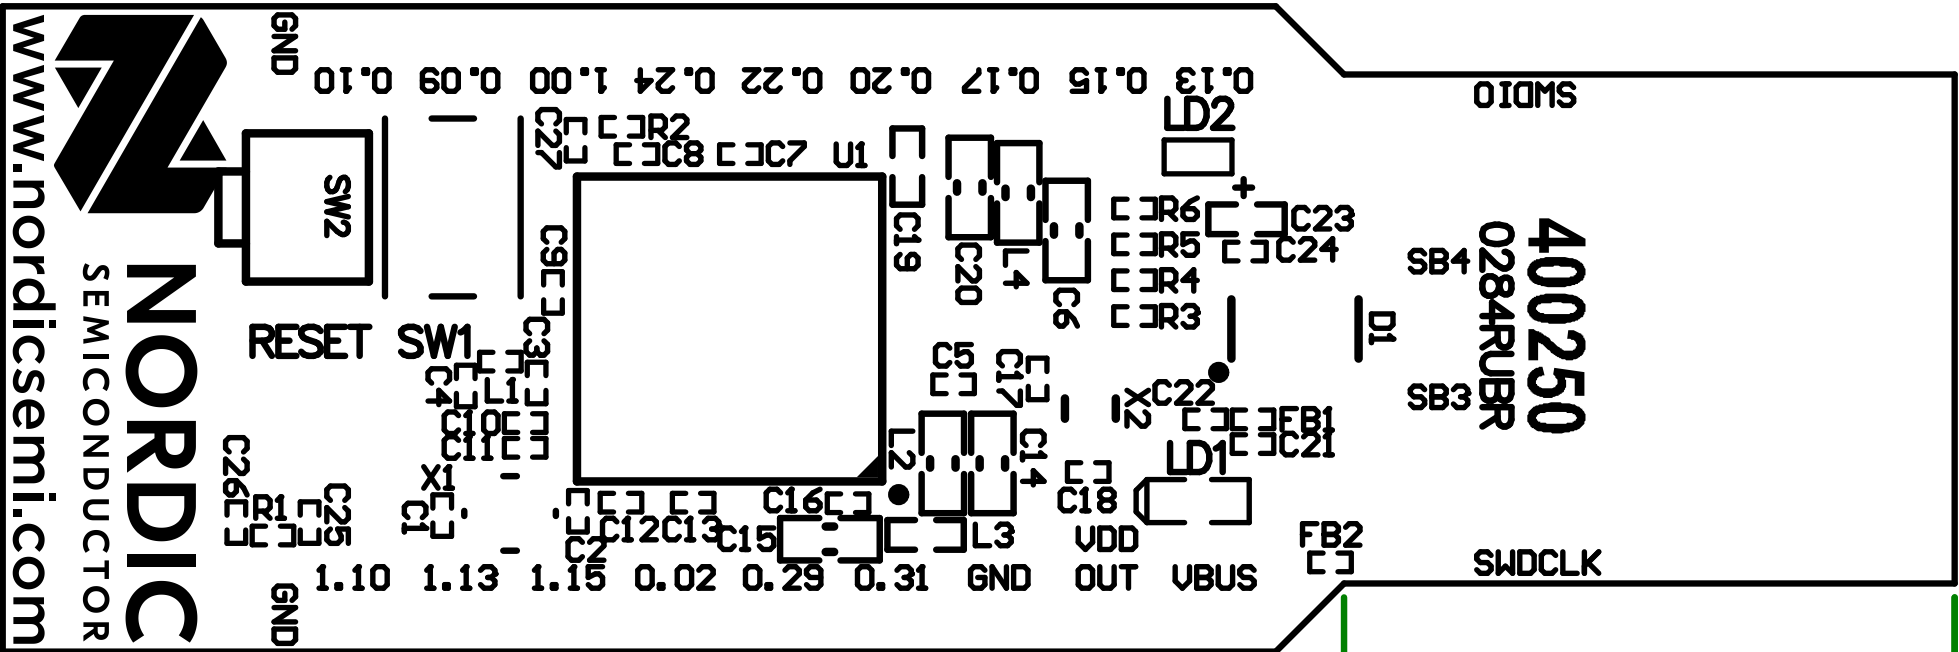 GND
0.10 0.09 1.00 0.24 0.22 0.20 0.17 0.15 0.13
SWDIO
www.nordicsemi.com
NORDIC
SEMICONDUCTOR
SW2
RESET SW1
C27
R2
C8
C7
U1
C19
C20
L4
C6
LD2
+
R6
R5
R4
R3
C23
C24
C9
C3
C4
L1
C10
C11
X1
C1
C2
C12
C13
C16
C15
L3
L2
C14
C5
C17
X2
C22
FB1
C21
LD1
C18
D1
SB4
SB3
0284RUBR
400250
C26
R1
C25
VDD
FB2
1.10 1.13 1.15 0.02 0.29 0.31 GND OUT VBUS
SWDCLK
GND